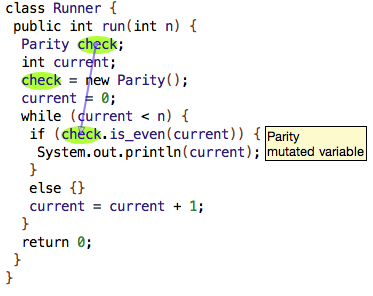 class Runner {
public int run(int n) {
Parity check;
int current;
check = new Parity();
current = 0;
while (current < n) {
if (check.is_even(current)) {
Parity
mutated variable
System.out.println(current);
}
else {}
current = current + 1;
}
return 0;
}
}